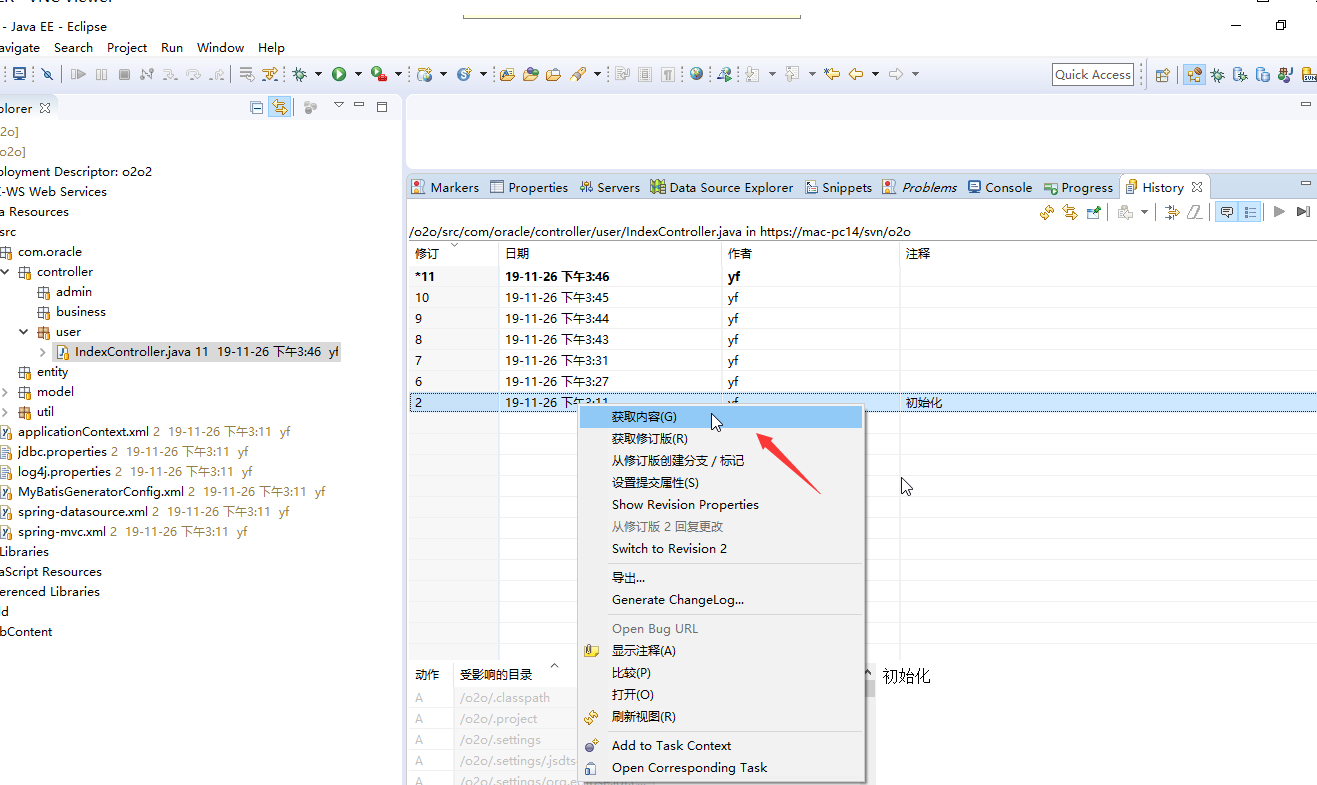 - Java EE - Eclipse
avigate Search Project Run Window Help
Quick Access
plorer
o2o]
ployment Descriptor: o2o2
-WS Web Services
a Resources
src
com.oracle
controller
admin
business
user
IndexController.java 11 19-11-26 下午3:46 yf
entity
model
util
applicationContext.xml 2 19-11-26 下午3:11 yf
jdbc.properties 2 19-11-26 下午3:11 yf
log4j.properties 2 19-11-26 下午3:11 yf
MyBatisGeneratorConfig.xml 2 19-11-26 下午3:11 yf
spring-datasource.xml 2 19-11-26 下午3:11 yf
spring-mvc.xml 2 19-11-26 下午3:11 yf
Libraries
aScript Resources
erenced Libraries
ld
bContent
Markers Properties Servers Data Source Explorer Snippets Problems Console Progress History
/o2o/src/com/oracle/controller/user/IndexController.java in https://mac-pc14/svn/o2o
修订 日期 作者 注释
*11 19-11-26 下午3:46 yf
10 19-11-26 下午3:45 yf
9 19-11-26 下午3:44 yf
8 19-11-26 下午3:43 yf
7 19-11-26 下午3:31 yf
6 19-11-26 下午3:27 yf
2 19-11-26 下午3:11 yf 初始化
获取内容(G)
获取修订版(R)
从修订版创建分支 / 标记
设置提交属性(S)
Show Revision Properties
从修订版 2 回复更改
Switch to Revision 2
导出...
Generate ChangeLog...
Open Bug URL
显示注释(A)
比较(P)
打开(O)
刷新视图(R)
Add to Task Context
Open Corresponding Task
动作 受影响的目录
A /o2o/.classpath
A /o2o/.project
A /o2o/.settings
A /o2o/.settings/.jsdts
A
初始化